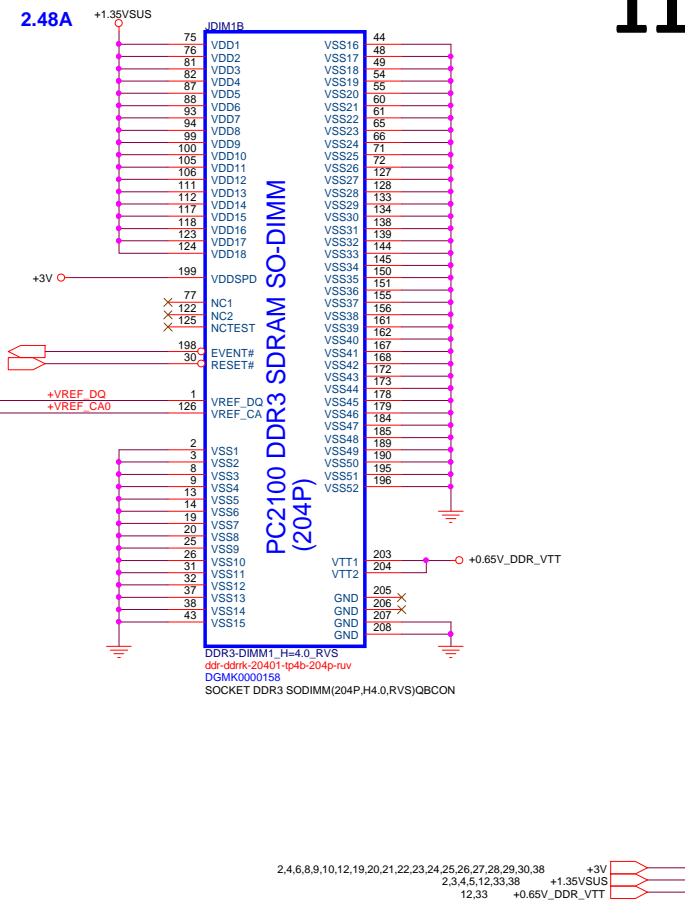 2.48A
+1.35VSUS
11
JDIM1B
75 VDD1 VSS16 44
76 VDD2 VSS17 48
81 VDD3 VSS18 49
82 VDD4 VSS19 54
87 VDD5 VSS20 55
88 VDD6 VSS21 60
93 VDD7 VSS22 61
94 VDD8 VSS23 65
99 VDD9 VSS24 66
100 VDD10 VSS25 71
105 VDD11 VSS26 72
106 VDD12 VSS27 127
111 VDD13 VSS28 128
112 VDD14 VSS29 133
117 VDD15 VSS30 134
118 VDD16 VSS31 138
123 VDD17 VSS32 139
124 VDD18 VSS33 144
VSS34 145
+3V 199 VDDSPD VSS35 150
VSS36 151
77 NC1 VSS37 155
122 NC2 VSS38 156
125 NCTEST VSS39 161
VSS40 162
198 EVENT# VSS41 167
30 RESET# VSS42 168
VSS43 172
VSS44 173
+VREF_DQ 1 VREF_DQ VSS45 178
+VREF_CA0 126 VREF_CA VSS46 179
VSS47 184
VSS48 185
2 VSS1 VSS49 189
3 VSS2 VSS50 190
8 VSS3 VSS51 195
9 VSS4 VSS52 196
13 VSS5
14 VSS6
19 VSS7
20 VSS8
25 VSS9
26 VSS10 VTT1 203 +0.65V_DDR_VTT
31 VSS11 VTT2 204
32 VSS12
37 VSS13 GND 205
38 VSS14 GND 206
43 VSS15 GND 207
GND 208
PC2100 DDR3 SDRAM SO-DIMM
(204P)
DDR3-DIMM1_H=4.0_RVS
ddr-ddrrk-20401-tp4b-204p-ruv
DGMK0000158
SOCKET DDR3 SODIMM(204P,H4.0,RVS)QBCON
2,4,6,8,9,10,12,19,20,21,22,23,24,25,26,27,28,29,30,38 +3V
2,3,4,5,12,33,38 +1.35VSUS
12,33 +0.65V_DDR_VTT